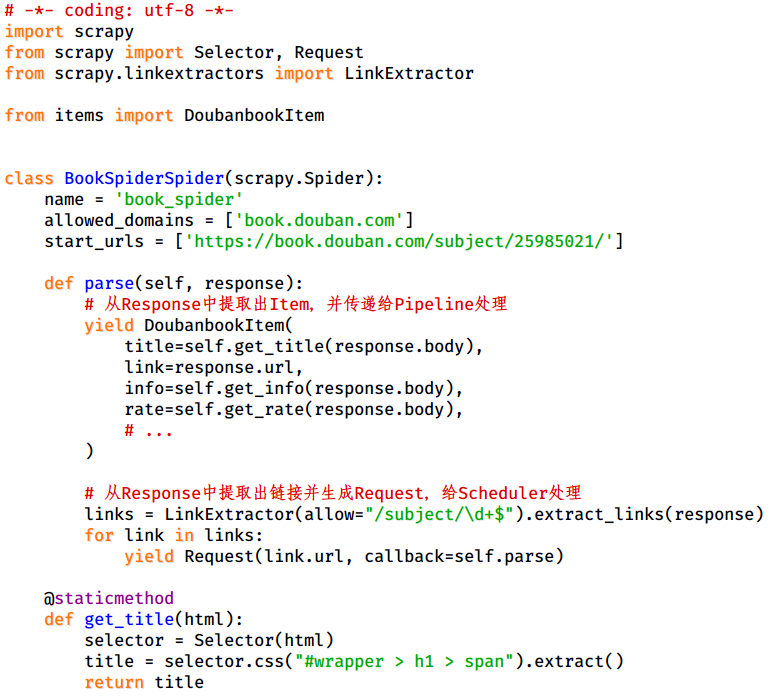 # -*- coding: utf-8 -*-
import scrapy
from scrapy import Selector, Request
from scrapy.linkextractors import LinkExtractor

from items import DoubanbookItem


class BookSpiderSpider(scrapy.Spider):
    name = 'book_spider'
    allowed_domains = ['book.douban.com']
    start_urls = ['https://book.douban.com/subject/25985021/']

    def parse(self, response):
        # 从Response中提取出Item，并传递给Pipeline处理
        yield DoubanbookItem(
            title=self.get_title(response.body),
            link=response.url,
            info=self.get_info(response.body),
            rate=self.get_rate(response.body),
            # ...
        )

        # 从Response中提取出链接并生成Request，给Scheduler处理
        links = LinkExtractor(allow="/subject/\d+$").extract_links(response)
        for link in links:
            yield Request(link.url, callback=self.parse)

    @staticmethod
    def get_title(html):
        selector = Selector(html)
        title = selector.css("#wrapper > h1 > span").extract()
        return title